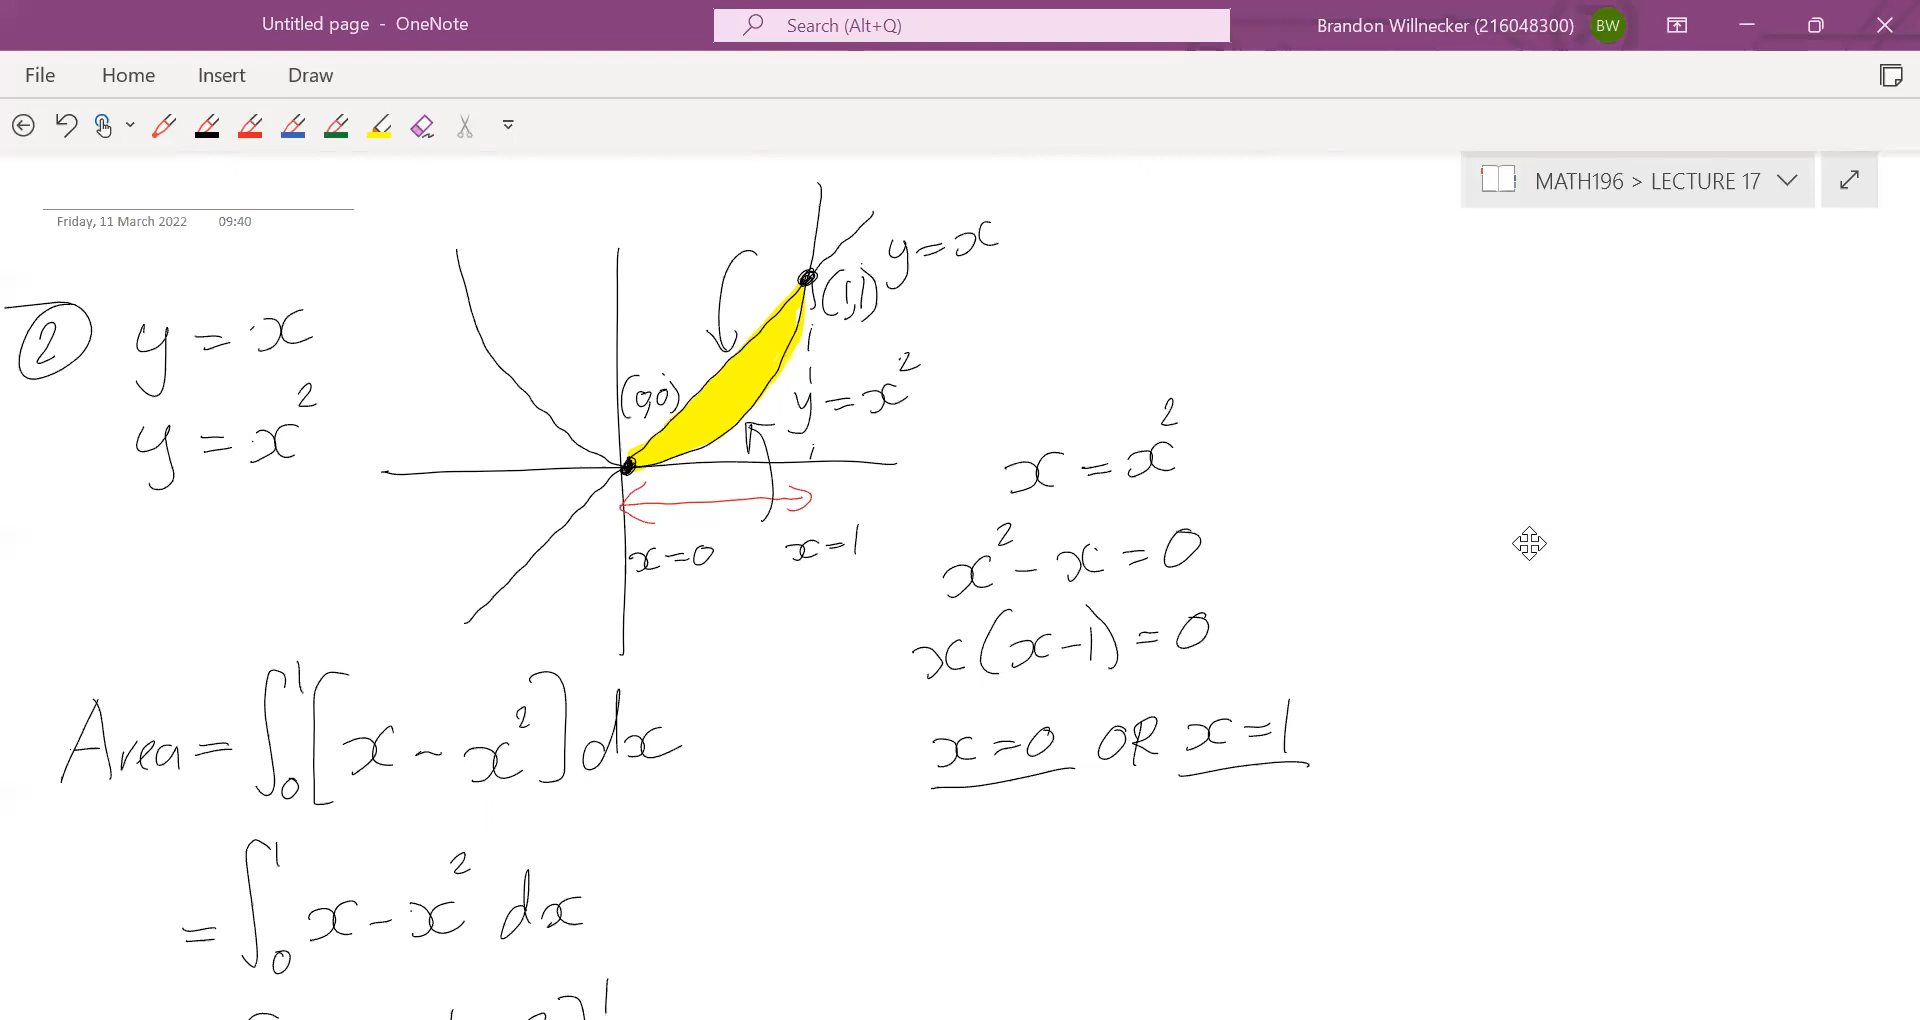 Untitled page - OneNote
Search (Alt+Q)
Brandon Willnecker (216048300)
BW
File Home Insert Draw
MATH196 > LECTURE 17
Friday, 11 March 2022 09:40
② y = x
y = x²
y = x
(1,1)
(0,0)
y = x²
x = 0
x = 1
x = x²
x² - x = 0
x(x-1) = 0
x = 0 OR x = 1
Area = ∫₀¹ [x - x²] dx
= ∫₀¹ x - x² dx